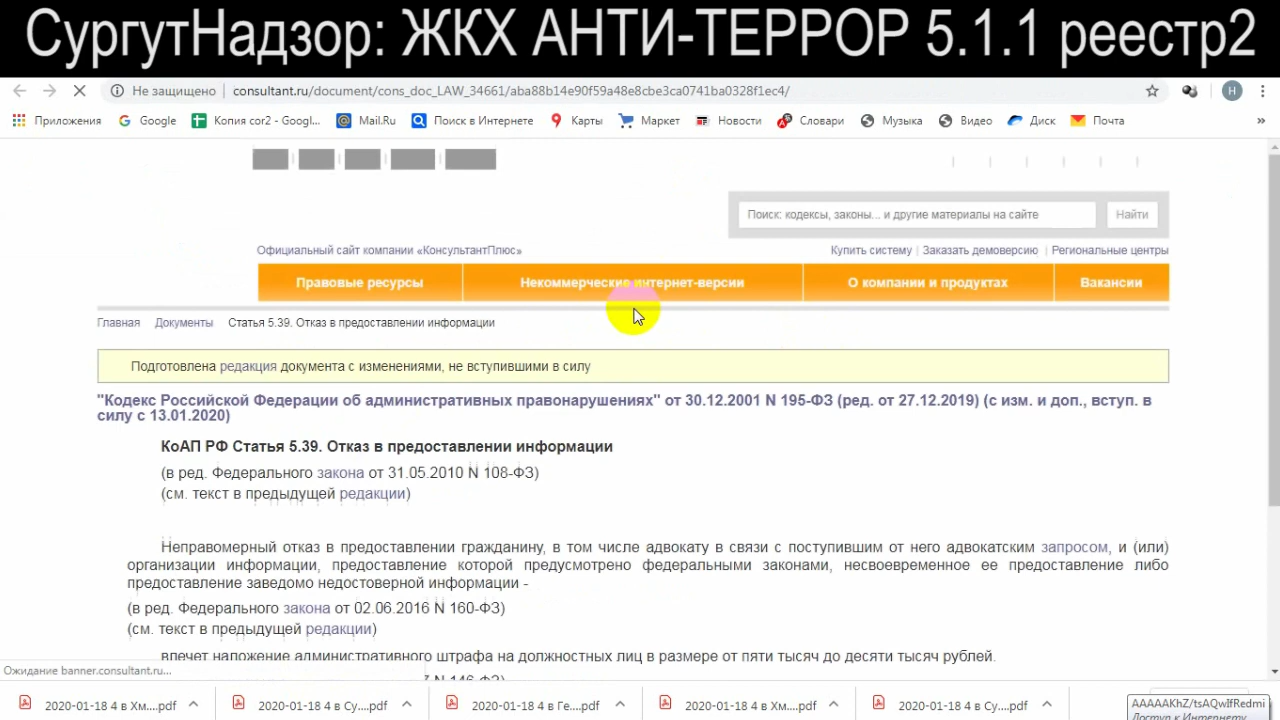 СургутНадзор: ЖКХ АНТИ-ТЕРРОР 5.1.1 реестр2
Не защищено | consultant.ru/document/cons_doc_LAW_34661/aba88b14e90f59a48e8cbe3ca0741ba0328f1ec4/
Н
Приложения Google Копия cor2 - Googl... Mail.Ru Поиск в Интернете Карты Маркет Новости Словари Музыка Видео Диск Почта »
Поиск: кодексы, законы... и другие материалы на сайте Найти
Официальный сайт компании «КонсультантПлюс» Купить систему | Заказать демоверсию | Региональные центры
Правовые ресурсы Некоммерческие интернет-версии О компании и продуктах Вакансии
Главная Документы Статья 5.39. Отказ в предоставлении информации
Подготовлена редакция документа с изменениями, не вступившими в силу
"Кодекс Российской Федерации об административных правонарушениях" от 30.12.2001 N 195-ФЗ (ред. от 27.12.2019) (с изм. и доп., вступ. в
силу с 13.01.2020)
КоАП РФ Статья 5.39. Отказ в предоставлении информации
(в ред. Федерального закона от 31.05.2010 N 108-ФЗ)
(см. текст в предыдущей редакции)
Неправомерный отказ в предоставлении гражданину, в том числе адвокату в связи с поступившим от него адвокатским запросом, и (или)
организации информации, предоставление которой предусмотрено федеральными законами, несвоевременное ее предоставление либо
предоставление заведомо недостоверной информации -
(в ред. Федерального закона от 02.06.2016 N 160-ФЗ)
(см. текст в предыдущей редакции)
влечет наложение административного штрафа на должностных лиц в размере от пяти тысяч до десяти тысяч рублей.
Ожидание banner.consultant.ru...
2020-01-18 4 в Хм....pdf 2020-01-18 4 в Су....pdf 2020-01-18 4 в Ге....pdf 2020-01-18 4 в Хм....pdf 2020-01-18 4 в Су....pdf
AAAAAKhZ/tsAQwIfRedmi
Доступ к Интернету